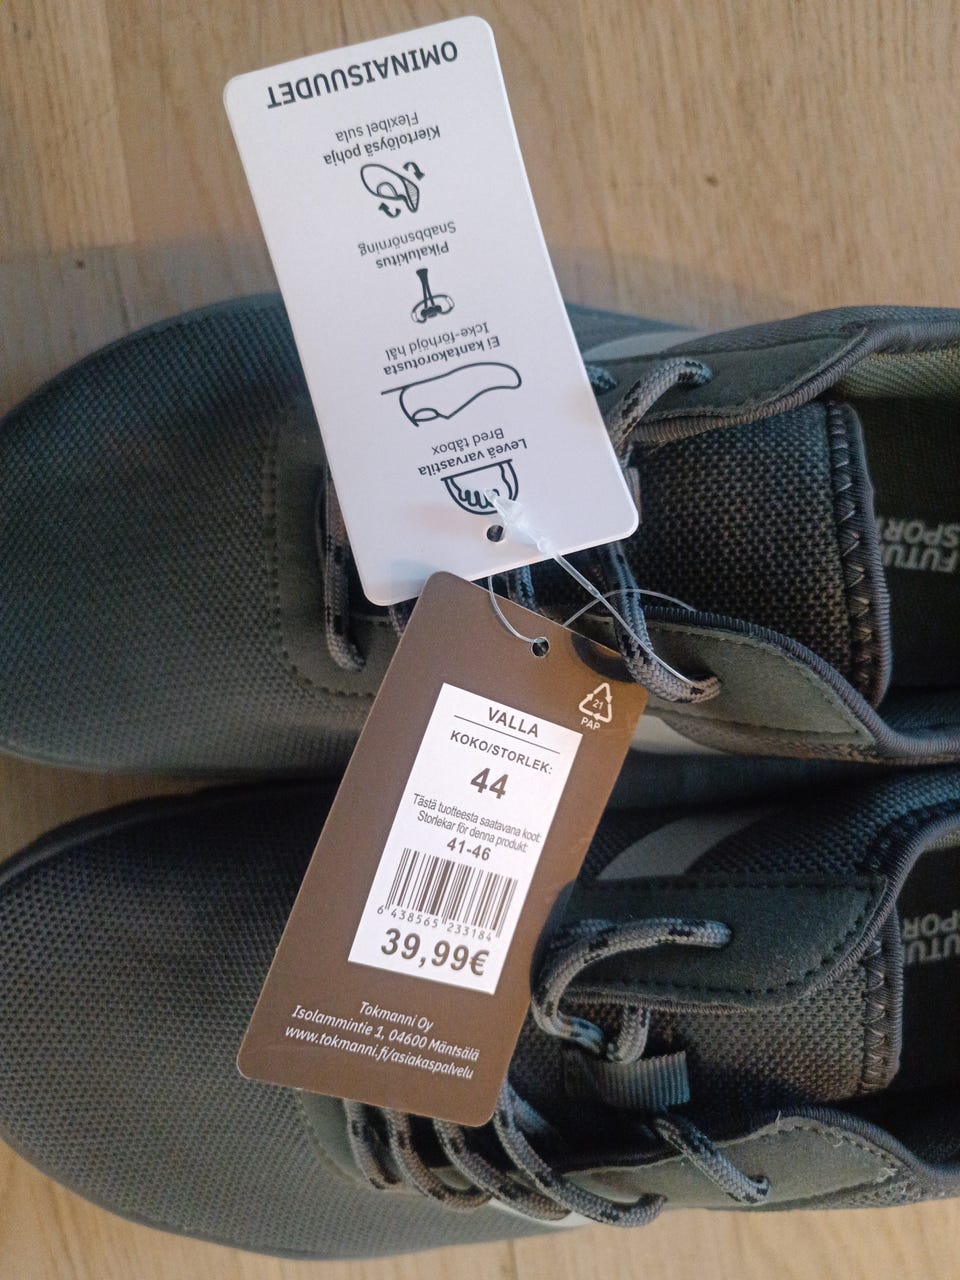 OMINAISUUDET
Kiertolöysä pohja
Flexibel sula
Pikalukitus
Snabbsnörning
Ei kantakorotusta
Icke-förhöjd häl
Leveä varvastila
Bred tåbox
21
PAP
VALLA
KOKO/STORLEK:
44
Tästä tuotteesta saatavana koot:
Storlekar för denna produkt:
41-46
6 438565 233184
39,99€
Tokmanni Oy
Isolammintie 1, 04600 Mäntsälä
www.tokmanni.fi/asiakaspalvelu